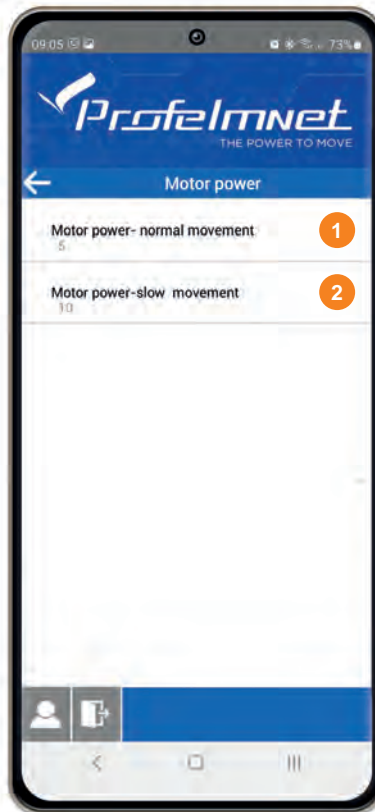 09:05
73%
Profelmnet
THE POWER TO MOVE
Motor power
Motor power- normal movement
1
5
Motor power-slow movement
2
10